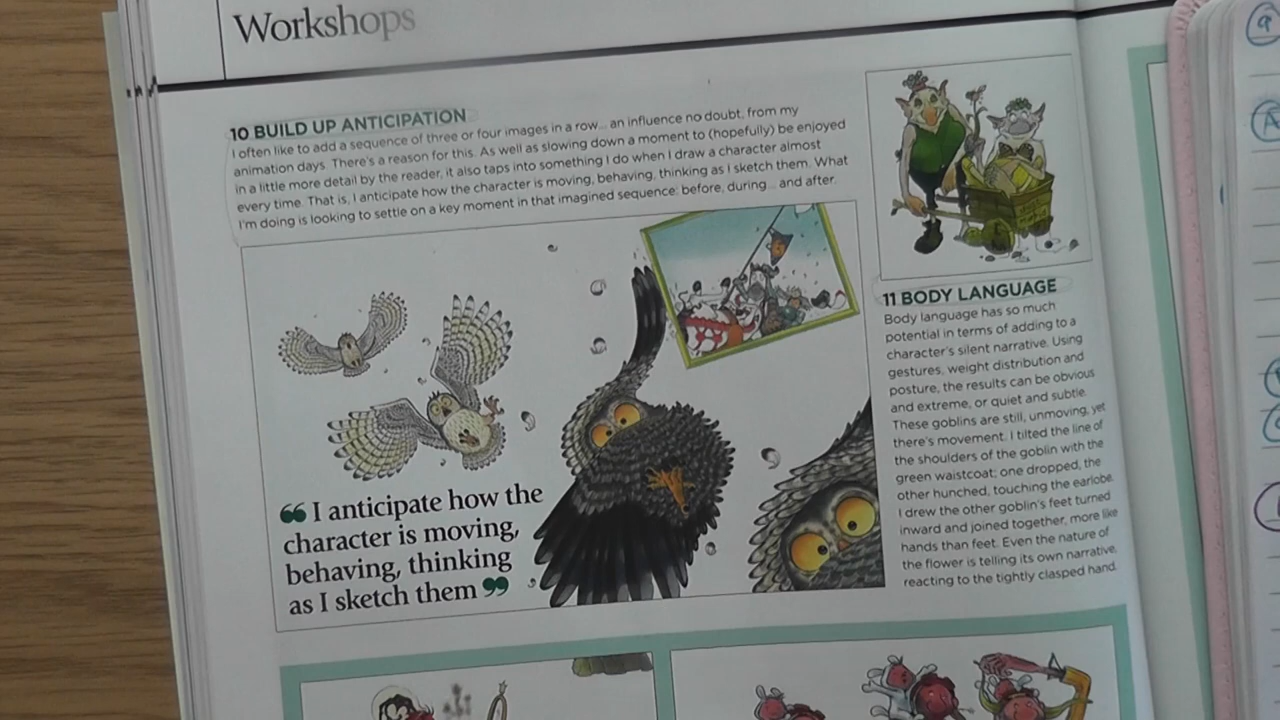 Workshops
10 BUILD UP ANTICIPATION
I often like to add a sequence of three or four images in a row... an influence no doubt, from my
animation days. There's a reason for this. As well as slowing down a moment to (hopefully) be enjoyed
in a little more detail by the reader, it also taps into something I do when I draw a character almost
every time. That is, I anticipate how the character is moving, behaving, thinking as I sketch them. What
I'm doing is looking to settle on a key moment in that imagined sequence: before, during... and after.
“ I anticipate how the
character is moving,
behaving, thinking
as I sketch them ”
11 BODY LANGUAGE
Body language has so much
potential in terms of adding to a
character's silent narrative. Using
gestures, weight distribution and
posture, the results can be obvious
and extreme, or quiet and subtle.
These goblins are still, unmoving, yet
there's movement. I tilted the line of
the shoulders of the goblin with the
green waistcoat; one dropped, the
other hunched, touching the earlobe.
I drew the other goblin's feet turned
inward and joined together, more like
hands than feet. Even the nature of
the flower is telling its own narrative,
reacting to the tightly clasped hand.